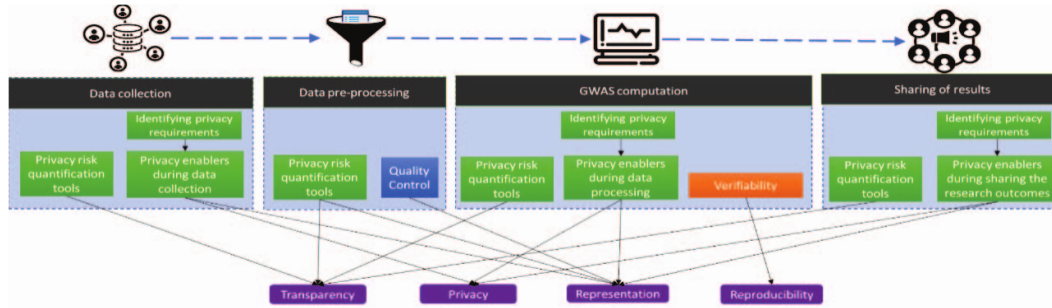 Data collection
Identifying privacy
requirements
Privacy risk
quantification
tools
Privacy enablers
during data
collection
Data pre-processing
Privacy risk
quantification
tools
Quality
Control
GWAS computation
Identifying privacy
requirements
Privacy risk
quantification
tools
Privacy enablers
during data
processing
Verifiability
Sharing of results
Identifying privacy
requirements
Privacy risk
quantification
tools
Privacy enablers
during sharing the
research outcomes
Transparency
Privacy
Representation
Reproducibility